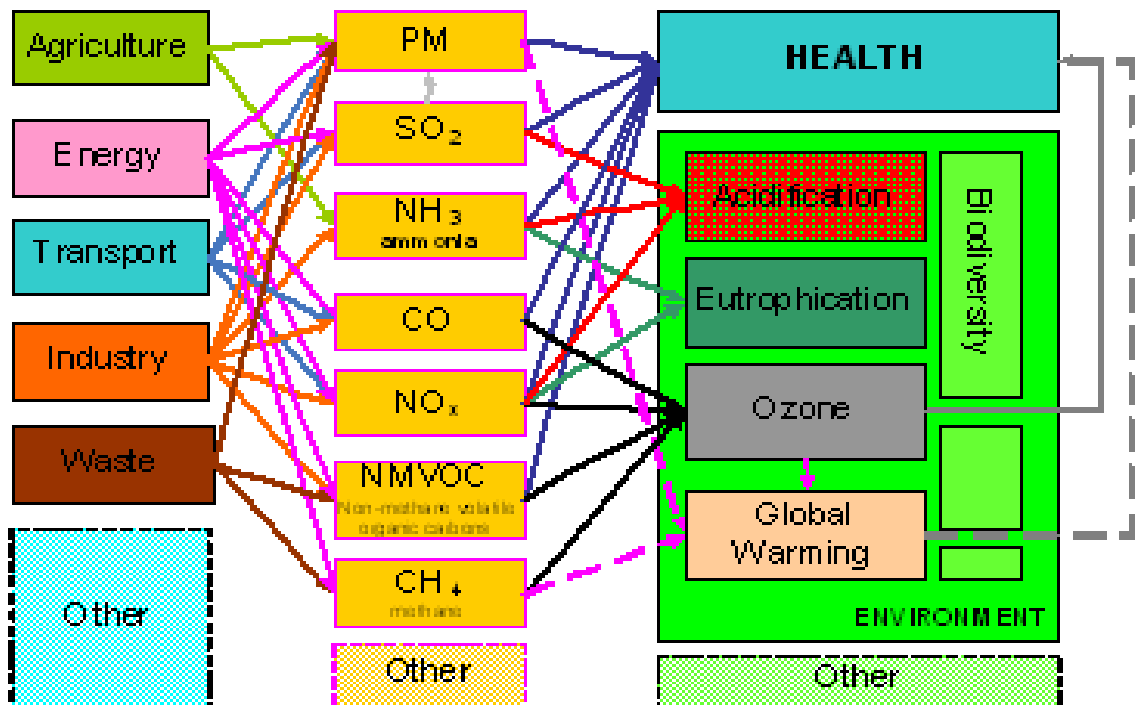 Agriculture
Energy
Transport
Industry
Waste
Other
PM
SO₂
NH₃
ammonia
CO
NOₓ
NMVOC
Non-methane volatile
organic carbons
CH₄
methane
Other
HEALTH
Acidification
Eutrophication
Ozone
Global
Warming
Biodiversity
ENVIRONMENT
Other